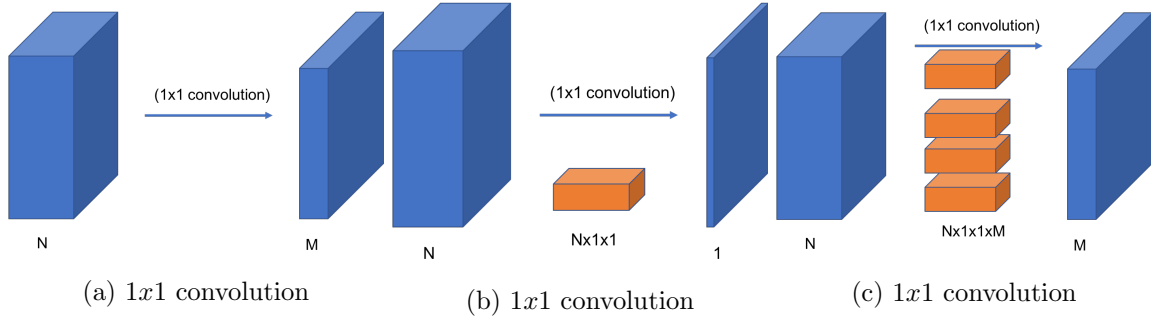 (1x1 convolution)
N
M
(a) 1x1 convolution
(1x1 convolution)
N
Nx1x1
1
(b) 1x1 convolution
(1x1 convolution)
N
Nx1x1xM
M
(c) 1x1 convolution